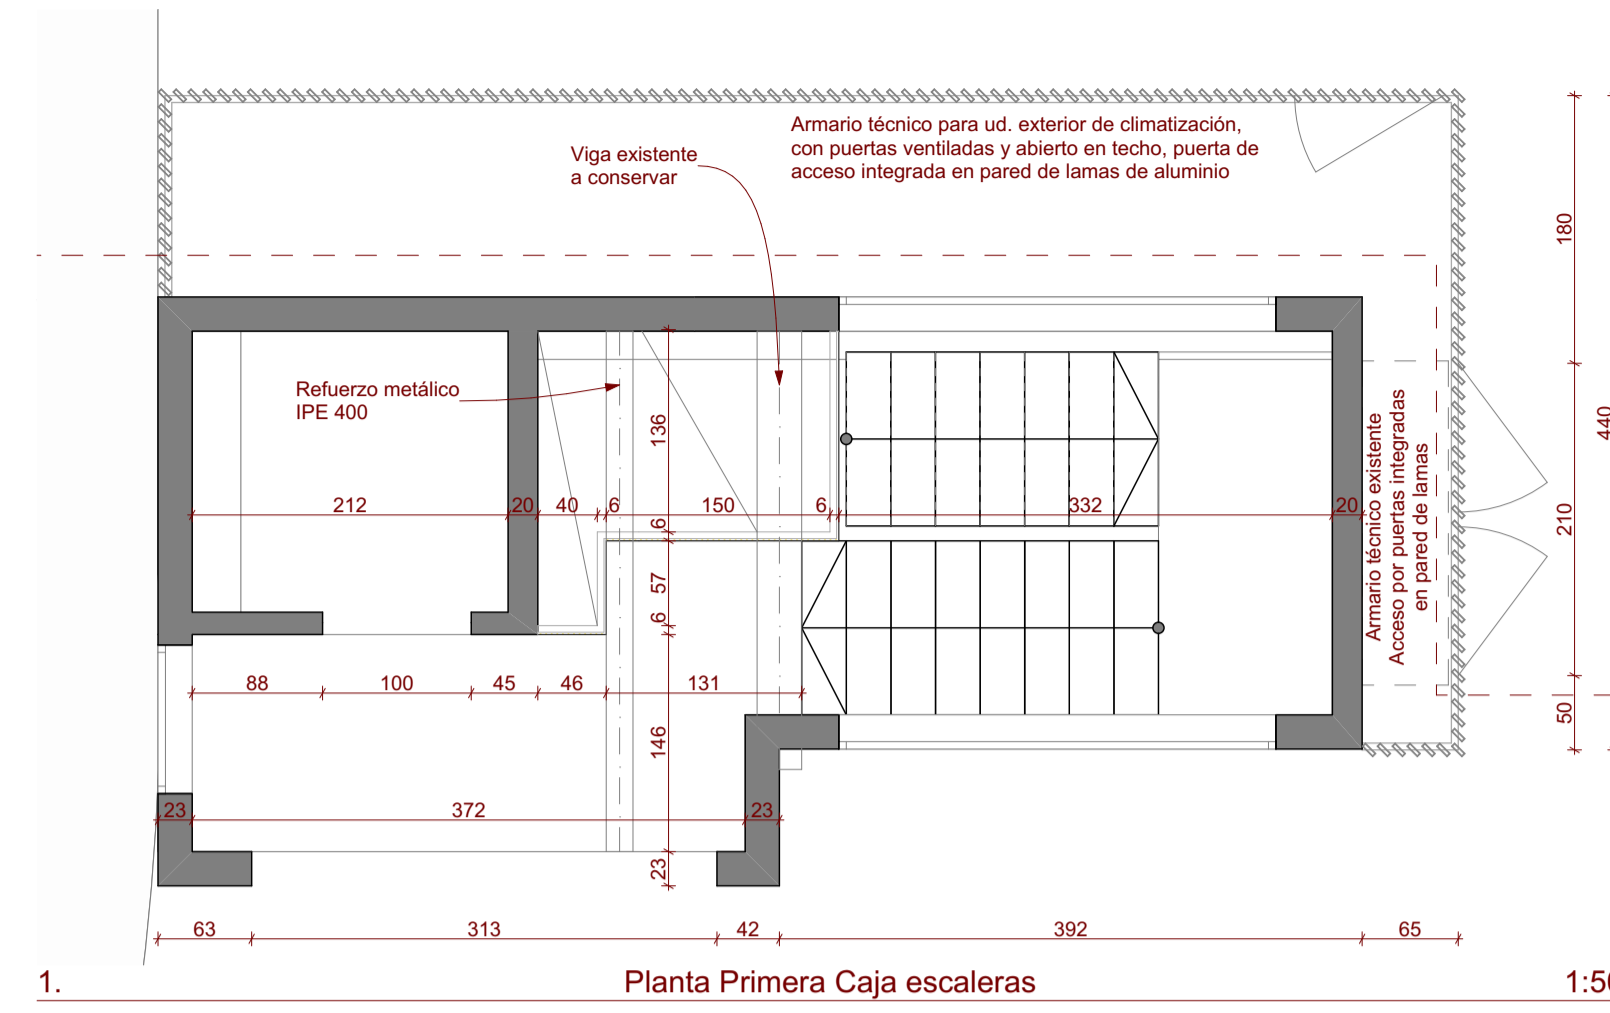 Armario técnico para ud. exterior de climatización,
con puertas ventiladas y abierto en techo, puerta de
acceso integrada en pared de lamas de aluminio
Viga existente
a conservar
180
Refuerzo metálico
IPE 400
136
440
Armario técnico existente
Acceso por puertas integradas
en pared de lamas
212
20
40
6
150
6
332
20
6
210
57
6
88
100
45
46
131
50
146
23
372
23
23
63
313
42
392
65
1.
Planta Primera Caja escaleras